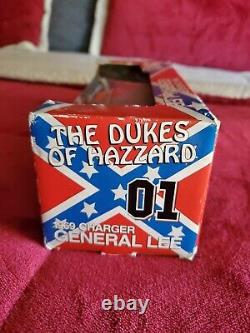 THE DUKES
OF HAZZARD
01
1969 CHARGER
GENERAL LEE